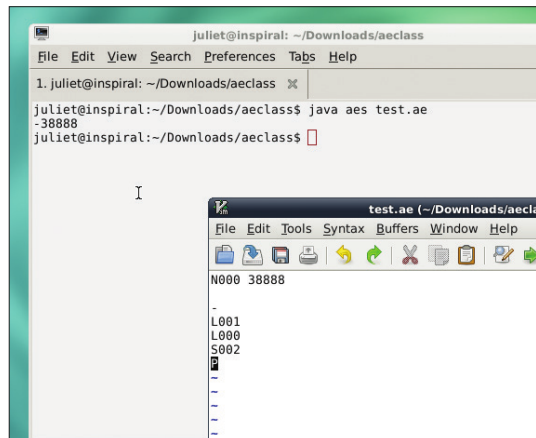 juliet@inspiral: ~/Downloads/aeclass
File Edit View Search Preferences Tabs Help
1. juliet@inspiral: ~/Downloads/aeclass
juliet@inspiral:~/Downloads/aeclass$ java aes test.ae
-38888
juliet@inspiral:~/Downloads/aeclass$
test.ae (~/Downloads/aecla
File Edit Tools Syntax Buffers Window Help
N000 38888
-
L001
L000
S002
P
~
~
~
~
~